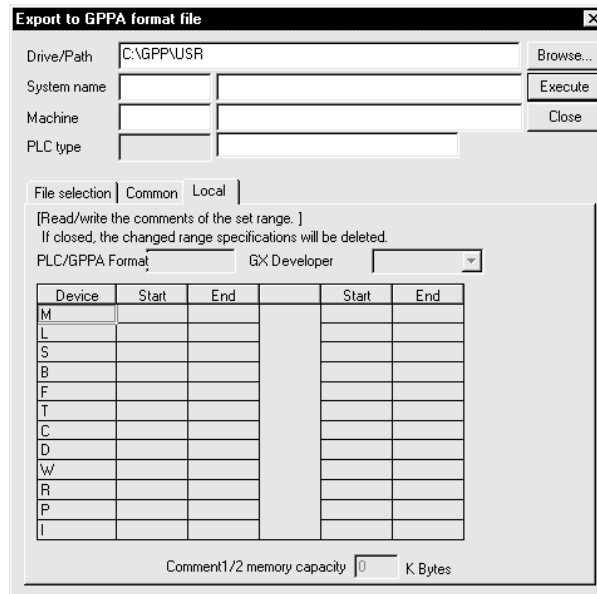 Export to GPPA format file
Drive/Path C:\GPP\USR Browse...
System name Execute
Machine Close
PLC type
File selection Common Local
[Read/write the comments of the set range. ]
If closed, the changed range specifications will be deleted.
PLC/GPPA Format GX Developer
Device Start End Start End
M
L
S
B
F
T
C
D
W
R
P
I
Comment1/2 memory capacity 0 K Bytes